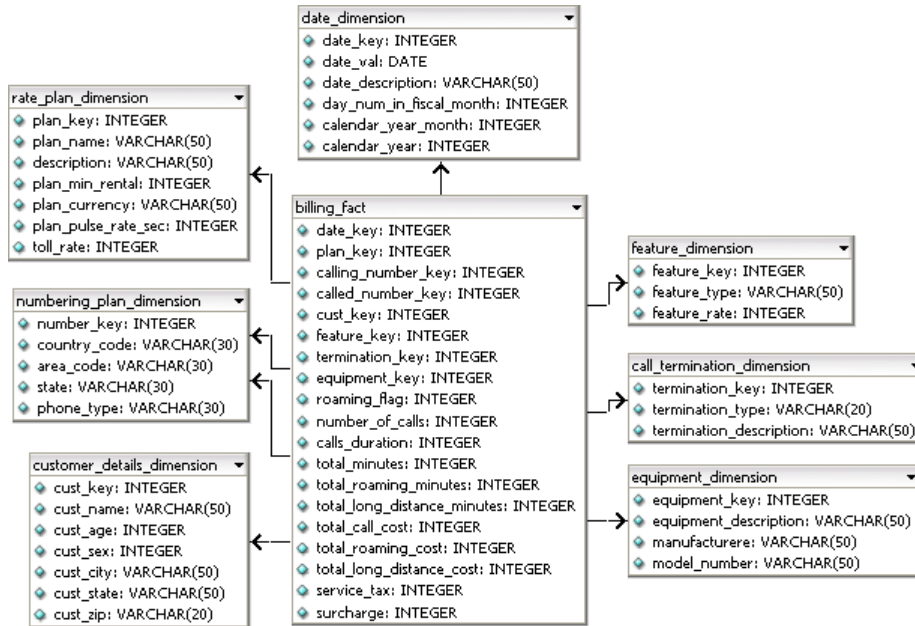 date_dimension
date_key: INTEGER
date_val: DATE
date_description: VARCHAR(50)
day_num_in_fiscal_month: INTEGER
calendar_year_month: INTEGER
calendar_year: INTEGER
rate_plan_dimension
plan_key: INTEGER
plan_name: VARCHAR(50)
description: VARCHAR(50)
plan_min_rental: INTEGER
plan_currency: VARCHAR(50)
plan_pulse_rate_sec: INTEGER
toll_rate: INTEGER
billing_fact
date_key: INTEGER
plan_key: INTEGER
calling_number_key: INTEGER
called_number_key: INTEGER
cust_key: INTEGER
feature_key: INTEGER
termination_key: INTEGER
equipment_key: INTEGER
roaming_flag: INTEGER
number_of_calls: INTEGER
calls_duration: INTEGER
total_minutes: INTEGER
total_roaming_minutes: INTEGER
total_long_distance_minutes: INTEGER
total_call_cost: INTEGER
total_roaming_cost: INTEGER
total_long_distance_cost: INTEGER
service_tax: INTEGER
surcharge: INTEGER
feature_dimension
feature_key: INTEGER
feature_type: VARCHAR(50)
feature_rate: INTEGER
numbering_plan_dimension
number_key: INTEGER
country_code: VARCHAR(30)
area_code: VARCHAR(30)
state: VARCHAR(30)
phone_type: VARCHAR(30)
call_termination_dimension
termination_key: INTEGER
termination_type: VARCHAR(20)
termination_description: VARCHAR(50)
customer_details_dimension
cust_key: INTEGER
cust_name: VARCHAR(50)
cust_age: INTEGER
cust_sex: INTEGER
cust_city: VARCHAR(50)
cust_state: VARCHAR(50)
cust_zip: VARCHAR(20)
equipment_dimension
equipment_key: INTEGER
equipment_description: VARCHAR(50)
manufacturere: VARCHAR(50)
model_number: VARCHAR(50)